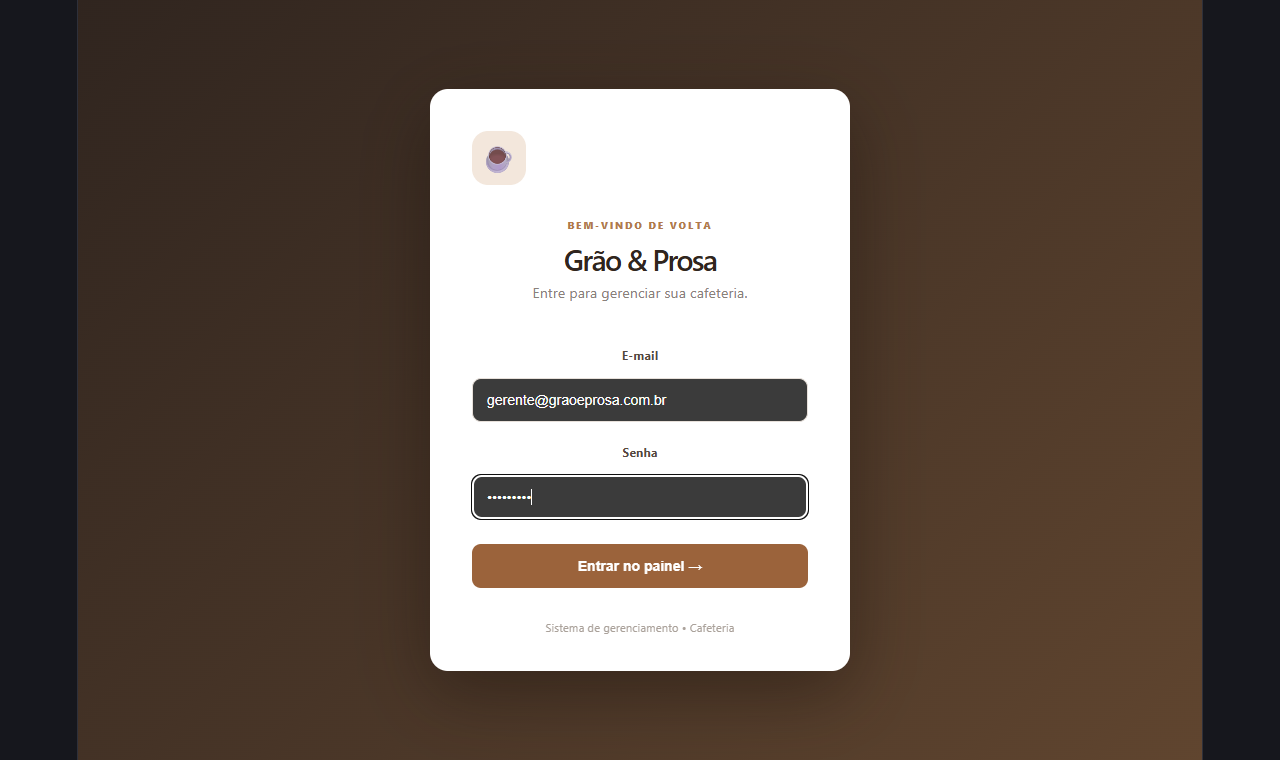 BEM-VINDO DE VOLTA
Grão & Prosa
Entre para gerenciar sua cafeteria.
E-mail
gerente@graoeprosa.com.br
Senha
•••••••••
Entrar no painel →
Sistema de gerenciamento • Cafeteria